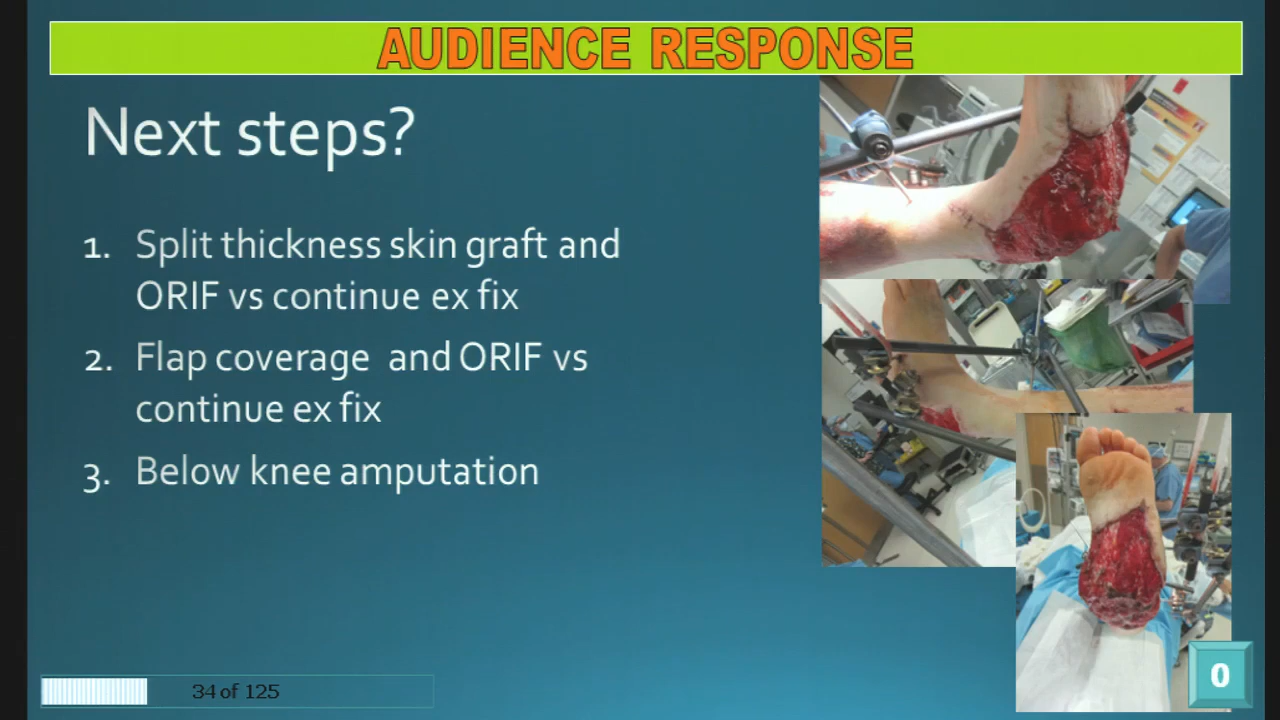 AUDIENCE RESPONSE
Next steps?
1. Split thickness skin graft and
ORIF vs continue ex fix
2. Flap coverage and ORIF vs
continue ex fix
3. Below knee amputation
34 of 125
0